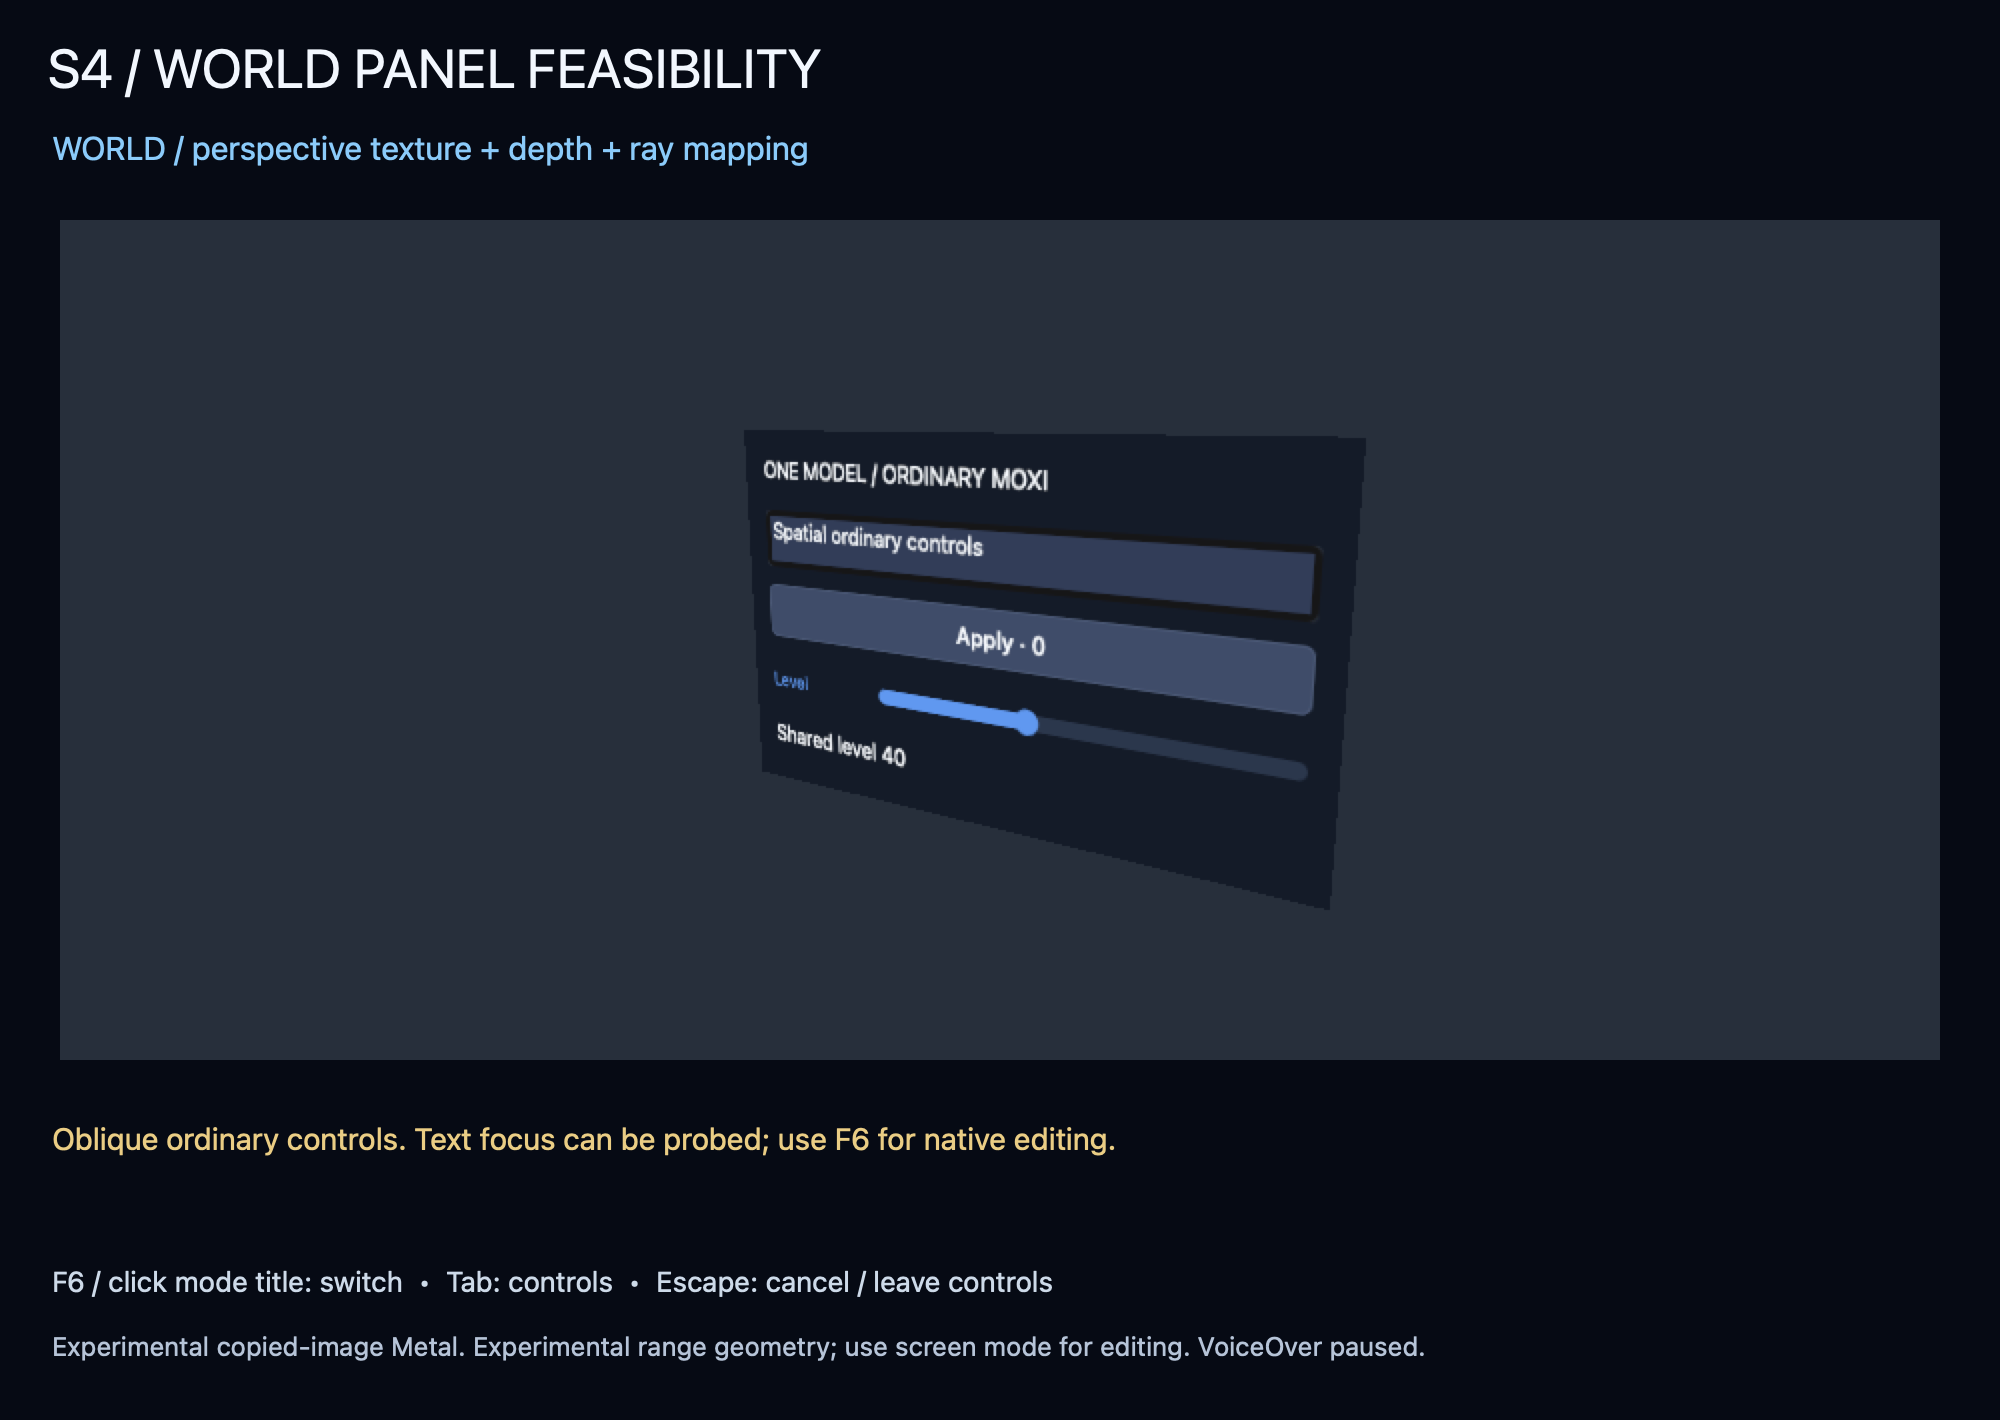 S4 / WORLD PANEL FEASIBILITY
WORLD / perspective texture + depth + ray mapping
ONE MODEL / ORDINARY MOXI
Spatial ordinary controls
Apply · 0
Level
Shared level 40
Oblique ordinary controls. Text focus can be probed; use F6 for native editing.
F6 / click mode title: switch • Tab: controls • Escape: cancel / leave controls
Experimental copied-image Metal. Experimental range geometry; use screen mode for editing. VoiceOver paused.